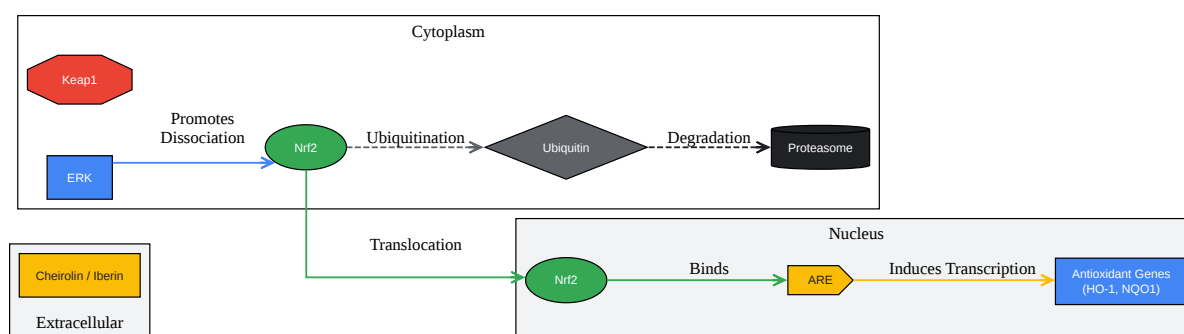 Cytoplasm
Keap1
Promotes
Dissociation
Nrf2
Ubiquitination
Ubiquitin
Degradation
Proteasome
ERK
Translocation
Nucleus
Cheirolin / Iberin
Extracellular
Nrf2
Binds
ARE
Induces Transcription
Antioxidant Genes
(HO-1, NQO1)